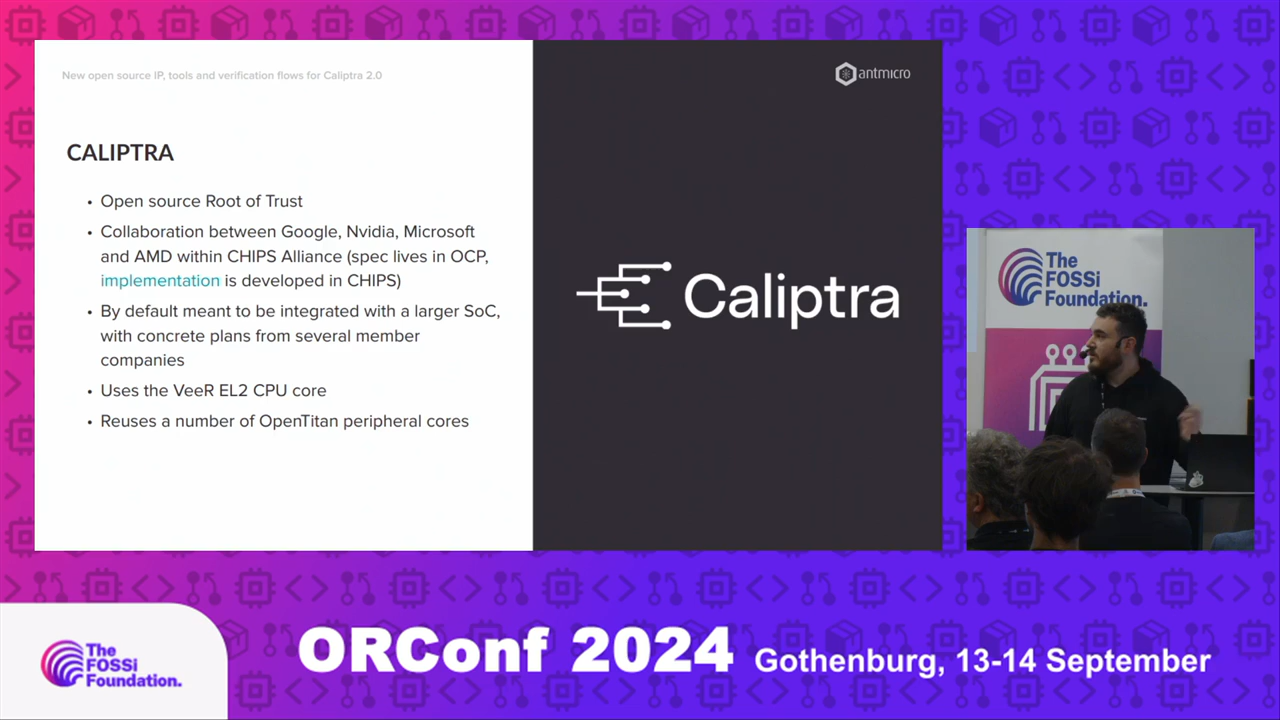 New open source IP, tools and verification flows for Caliptra 2.0
antmicro
CALIPTRA
• Open source Root of Trust
• Collaboration between Google, Nvidia, Microsoft
and AMD within CHIPS Alliance (spec lives in OCP,
implementation is developed in CHIPS)
• By default meant to be integrated with a larger SoC,
with concrete plans from several member
companies
• Uses the VeeR EL2 CPU core
• Reuses a number of OpenTitan peripheral cores
Caliptra
The
FOSSi
Foundation.
The
FOSSi
Foundation.
ORConf 2024 Gothenburg, 13-14 September